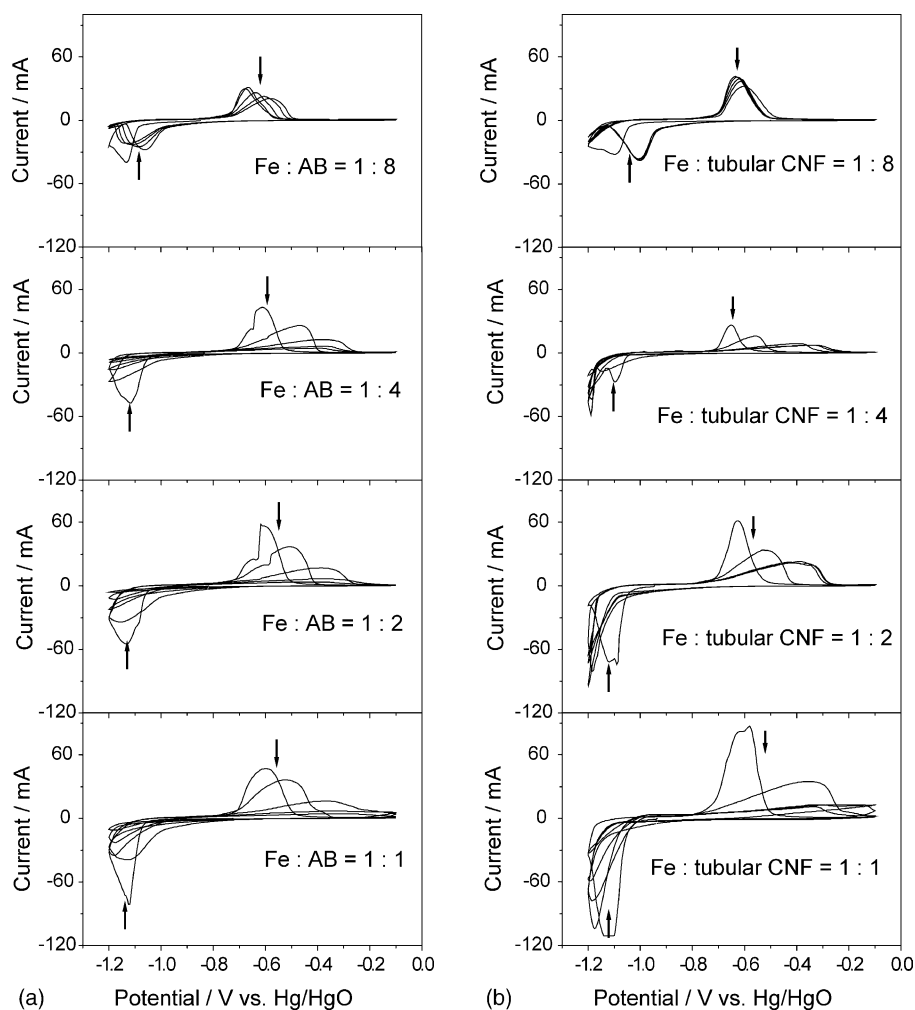 60
0
-60
-120
Current / mA
Fe : AB = 1 : 8
60
0
-60
-120
Current / mA
Fe : AB = 1 : 4
60
0
-60
-120
Current / mA
Fe : AB = 1 : 2
60
0
-60
-120
Current / mA
Fe : AB = 1 : 1
-1.2 -1.0 -0.8 -0.6 -0.4 -0.2 0.0
(a) Potential / V vs. Hg/HgO
60
0
-60
-120
Current / mA
Fe : tubular CNF = 1 : 8
60
0
-60
-120
Current / mA
Fe : tubular CNF = 1 : 4
60
0
-60
-120
Current / mA
Fe : tubular CNF = 1 : 2
60
0
-60
-120
Current / mA
Fe : tubular CNF = 1 : 1
-1.2 -1.0 -0.8 -0.6 -0.4 -0.2 0.0
(b) Potential / V vs. Hg/HgO